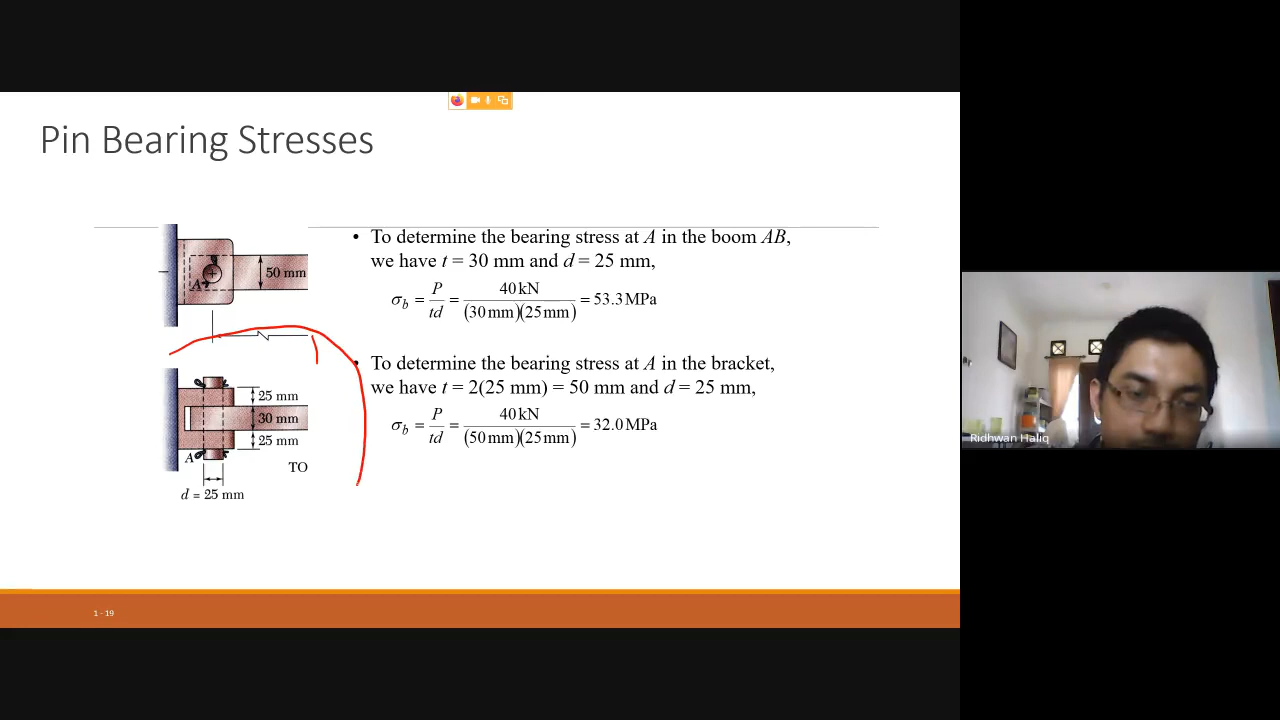 Pin Bearing Stresses
A
50 mm
25 mm
30 mm
25 mm
A
TO
d = 25 mm
• To determine the bearing stress at A in the boom AB,
we have t = 30 mm and d = 25 mm,
σb = P/td = 40 kN/(30 mm)(25 mm) = 53.3 MPa
• To determine the bearing stress at A in the bracket,
we have t = 2(25 mm) = 50 mm and d = 25 mm,
σb = P/td = 40 kN/(50 mm)(25 mm) = 32.0 MPa
1 - 19
Ridhwan Haliq